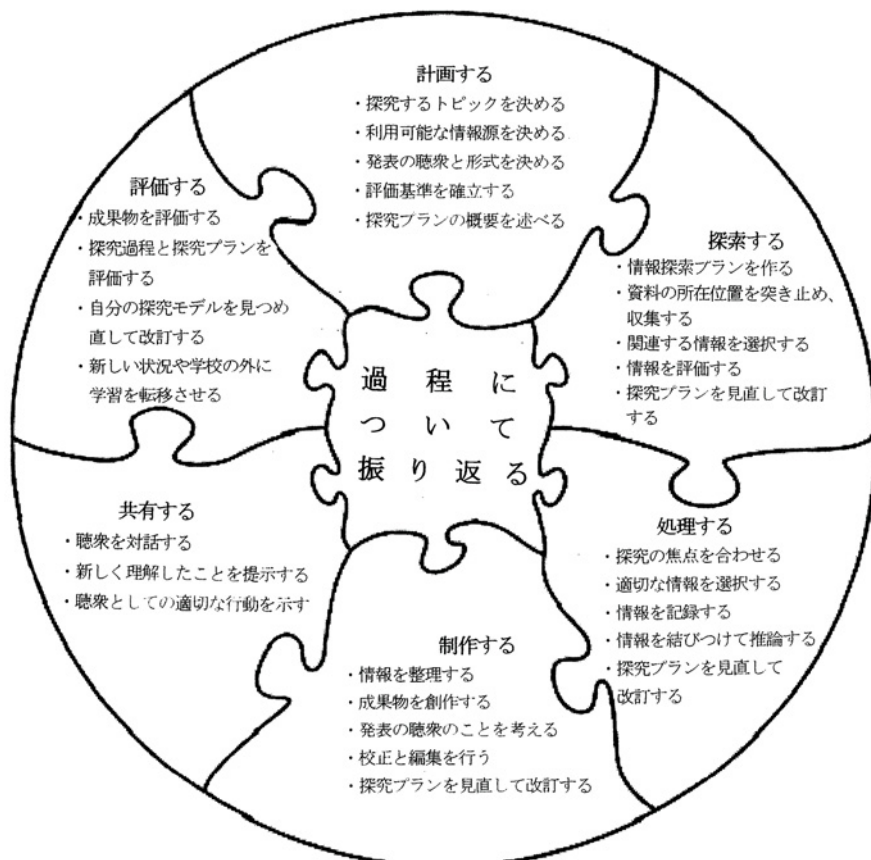 計画する
・探究するトピックを決める
・利用可能な情報源を決める
・発表の聴衆と形式を決める
・評価基準を確立する
・探究プランの概要を述べる
探索する
・情報探索プランを作る
・資料の所在位置を突き止め、
収集する
・関連する情報を選択する
・情報を評価する
・探究プランを見直して改訂
する
処理する
・探究の焦点を合わせる
・適切な情報を選択する
・情報を記録する
・情報を結びつけて推論する
・探究プランを見直して
改訂する
制作する
・情報を整理する
・成果物を創作する
・発表の聴衆のことを考える
・校正と編集を行う
・探究プランを見直して改訂する
共有する
・聴衆を対話する
・新しく理解したことを提示する
・聴衆としての適切な行動を示す
評価する
・成果物を評価する
・探究過程と探究プランを
評価する
・自分の探究モデルを見つめ
直して改訂する
・新しい状況や学校の外に
学習を転移させる
過程に
ついて
振り返る